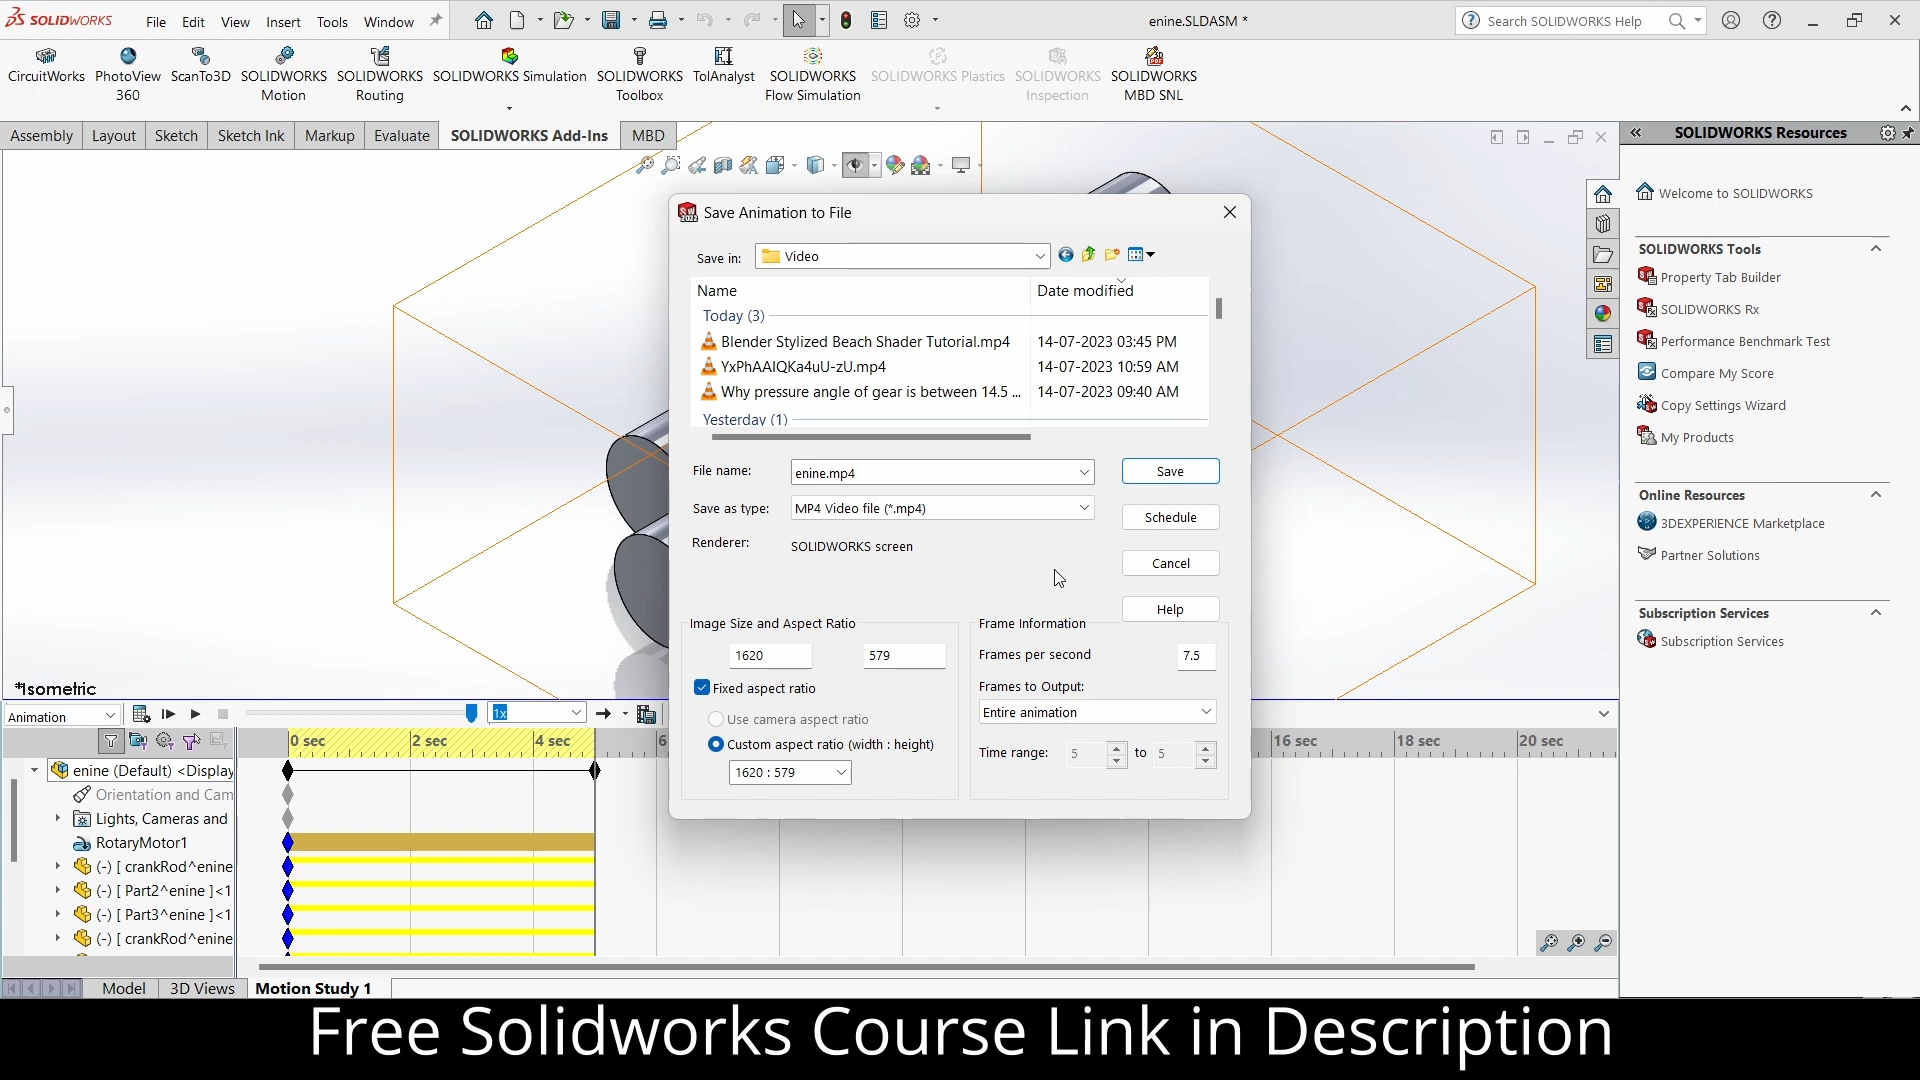 SOLIDWORKS
File Edit View Insert Tools Window
enine.SLDASM *
Search SOLIDWORKS Help
CircuitWorks
PhotoView 360
ScanTo3D
SOLIDWORKS Motion
SOLIDWORKS Routing
SOLIDWORKS Simulation
SOLIDWORKS Toolbox
TolAnalyst
SOLIDWORKS Flow Simulation
SOLIDWORKS Plastics
SOLIDWORKS Inspection
SOLIDWORKS MBD SNL
Assembly Layout Sketch Sketch Ink Markup Evaluate SOLIDWORKS Add-Ins MBD
SOLIDWORKS Resources
Welcome to SOLIDWORKS
SOLIDWORKS Tools
Property Tab Builder
SOLIDWORKS Rx
Performance Benchmark Test
Compare My Score
Copy Settings Wizard
My Products
Online Resources
3DEXPERIENCE Marketplace
Partner Solutions
Subscription Services
Subscription Services
Save Animation to File
Save in: Video
Name Date modified
Today (3)
Blender Stylized Beach Shader Tutorial.mp4 14-07-2023 03:45 PM
YxPhAAIQKa4uU-zU.mp4 14-07-2023 10:59 AM
Why pressure angle of gear is between 14.5 ... 14-07-2023 09:40 AM
Yesterday (1)
File name: enine.mp4 Save
Save as type: MP4 Video file (*.mp4) Schedule
Renderer: SOLIDWORKS screen
Cancel
Help
Image Size and Aspect Ratio
1620 579
Fixed aspect ratio
Use camera aspect ratio
Custom aspect ratio (width : height)
1620 : 579
Frame Information
Frames per second 7.5
Frames to Output:
Entire animation
Time range: 5 to 5
*Isometric
Animation 1x
0 sec 2 sec 4 sec 6 16 sec 18 sec 20 sec
enine (Default) <Display
Orientation and Cam
Lights, Cameras and
RotaryMotor1
(-) [ crankRod^enine
(-) [ Part2^enine ]<1
(-) [ Part3^enine ]<1
(-) [ crankRod^enine
Model 3D Views Motion Study 1
Free Solidworks Course Link in Description